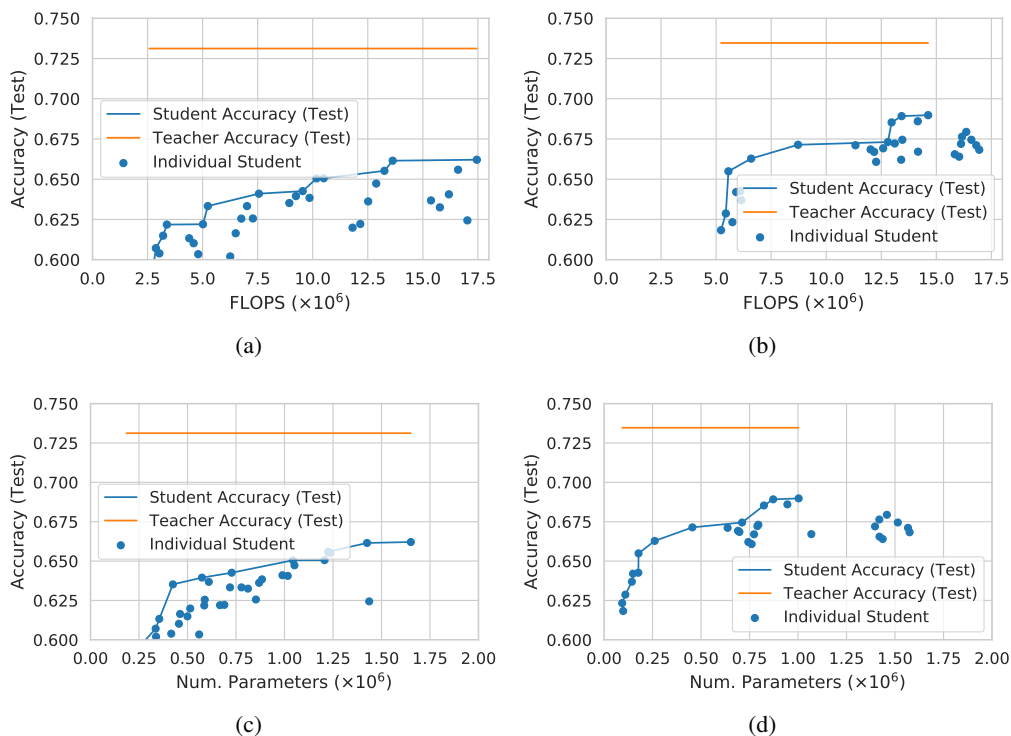 0.750
0.725
0.700
0.675
0.650
0.625
0.600
Accuracy (Test)
Student Accuracy (Test)
Teacher Accuracy (Test)
Individual Student
0.0 2.5 5.0 7.5 10.0 12.5 15.0 17.5
FLOPS (×10⁶)
(a)
0.750
0.725
0.700
0.675
0.650
0.625
0.600
Accuracy (Test)
Student Accuracy (Test)
Teacher Accuracy (Test)
Individual Student
0.0 2.5 5.0 7.5 10.0 12.5 15.0 17.5
FLOPS (×10⁶)
(b)
0.750
0.725
0.700
0.675
0.650
0.625
0.600
Accuracy (Test)
Student Accuracy (Test)
Teacher Accuracy (Test)
Individual Student
0.00 0.25 0.50 0.75 1.00 1.25 1.50 1.75 2.00
Num. Parameters (×10⁶)
(c)
0.750
0.725
0.700
0.675
0.650
0.625
0.600
Accuracy (Test)
Student Accuracy (Test)
Teacher Accuracy (Test)
Individual Student
0.00 0.25 0.50 0.75 1.00 1.25 1.50 1.75 2.00
Num. Parameters (×10⁶)
(d)